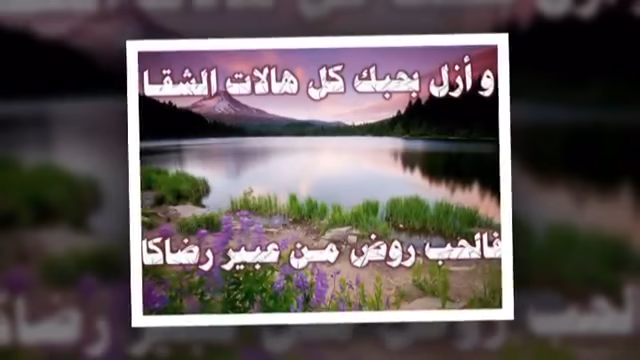 و أزل بحبك كل هالات الشقا
فالحب روض من عبير رضاكا